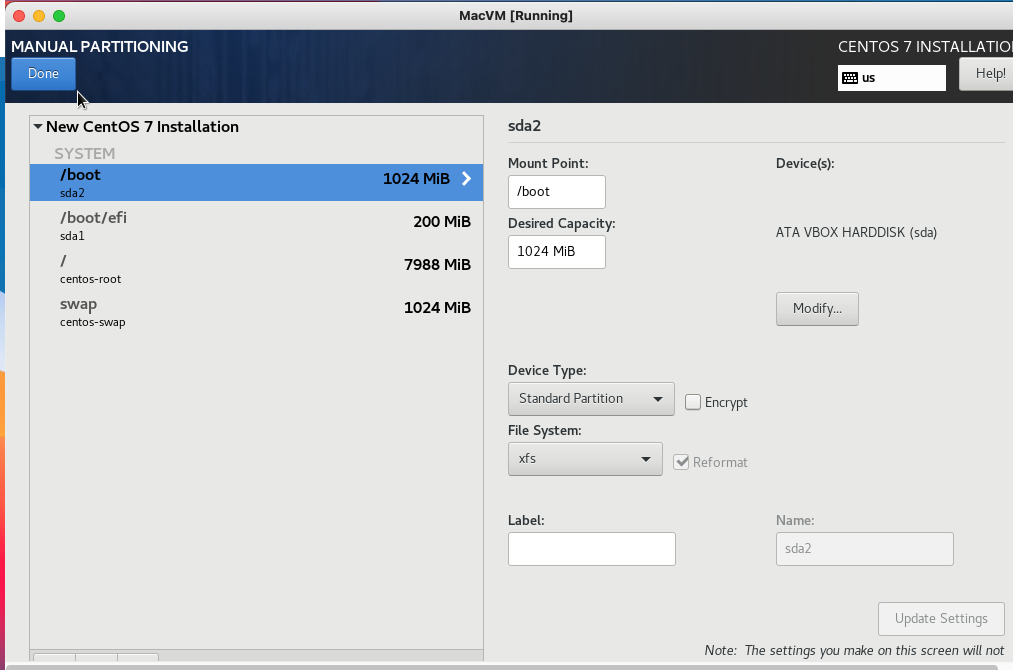 MacVM [Running]
MANUAL PARTITIONING
CENTOS 7 INSTALLATIO
Done
us
Help!
New CentOS 7 Installation
SYSTEM
/boot
1024 MiB
sda2
/boot/efi
200 MiB
sda1
/
7988 MiB
centos-root
swap
1024 MiB
centos-swap
sda2
Mount Point:
Device(s):
/boot
Desired Capacity:
ATA VBOX HARDDISK (sda)
1024 MiB
Modify...
Device Type:
Standard Partition
Encrypt
File System:
xfs
Reformat
Label:
Name:
sda2
Update Settings
Note: The settings you make on this screen will not